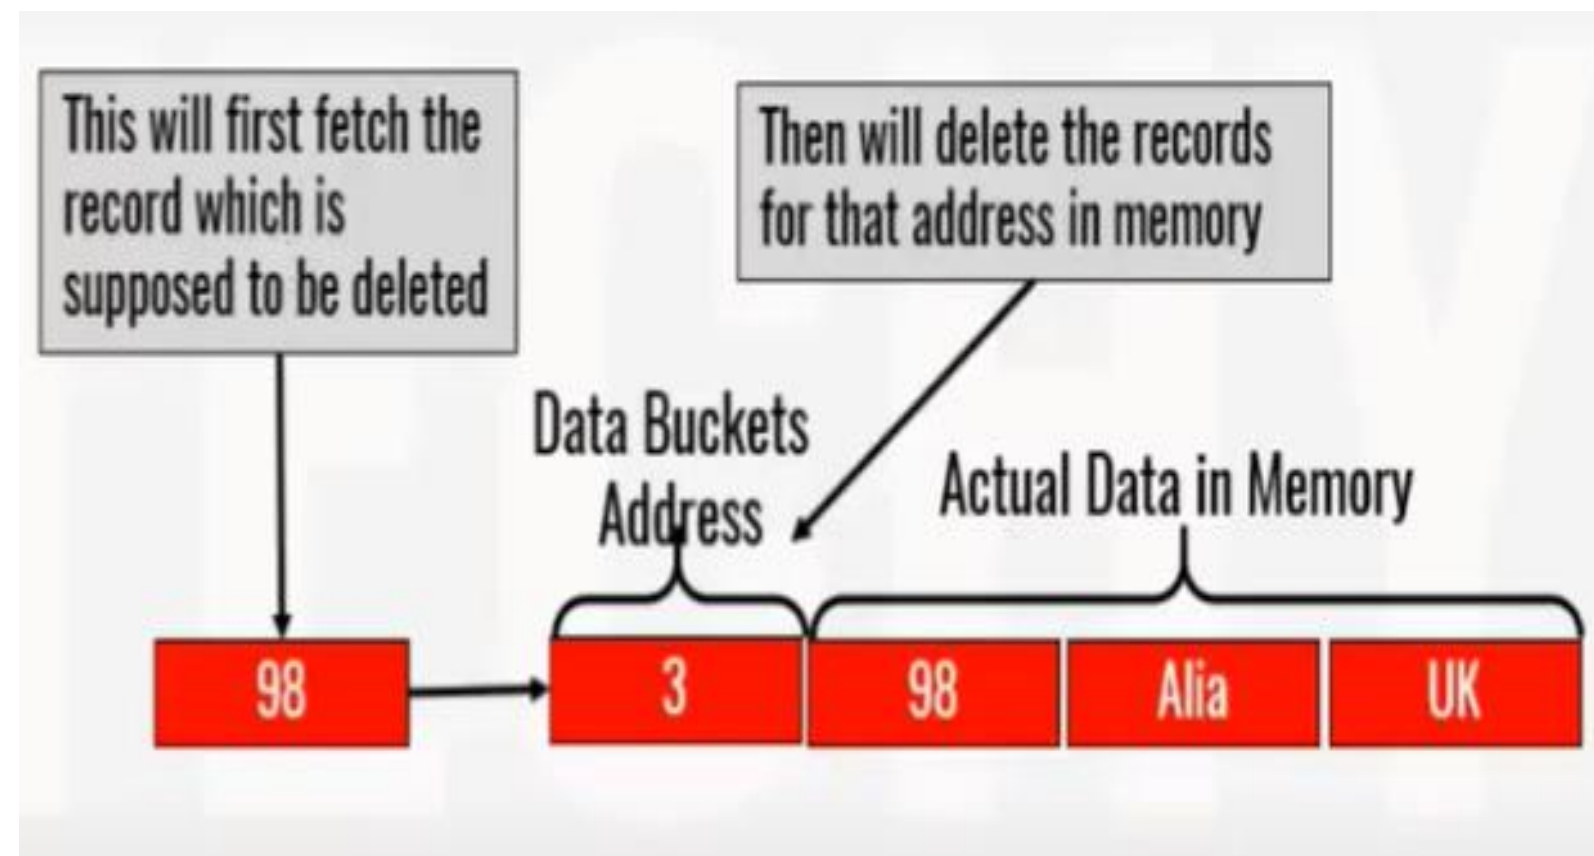 This will first fetch the
record which is
supposed to be deleted
Then will delete the records
for that address in memory
Data Buckets
Address
Actual Data in Memory
98
3
98
Alia
UK